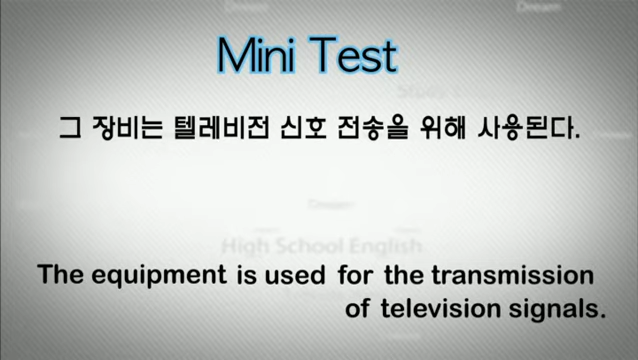 Dream
Mini Test
그 장비는 텔레비전 신호 전송을 위해 사용된다.
High School English
The equipment is used for the transmission
of television signals.